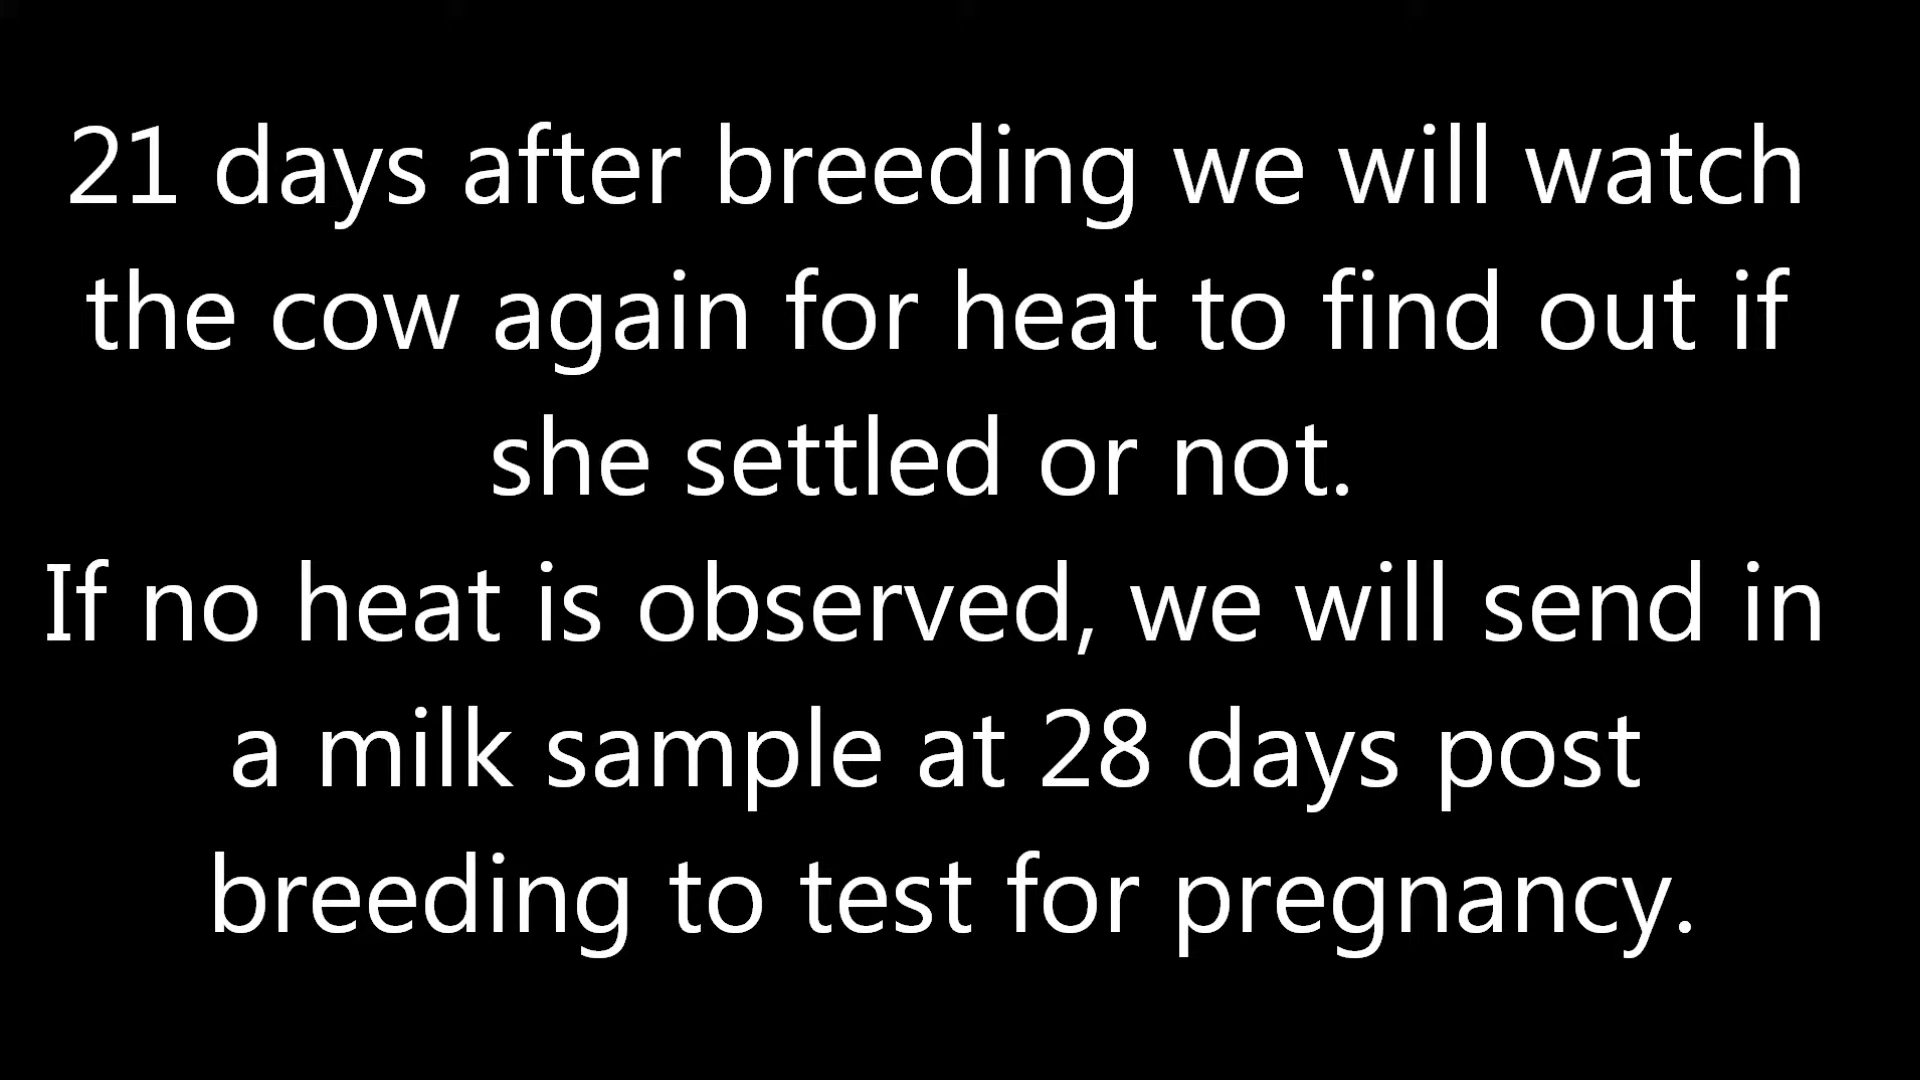 21 days after breeding we will watch
the cow again for heat to find out if
she settled or not.
If no heat is observed, we will send in
a milk sample at 28 days post
breeding to test for pregnancy.